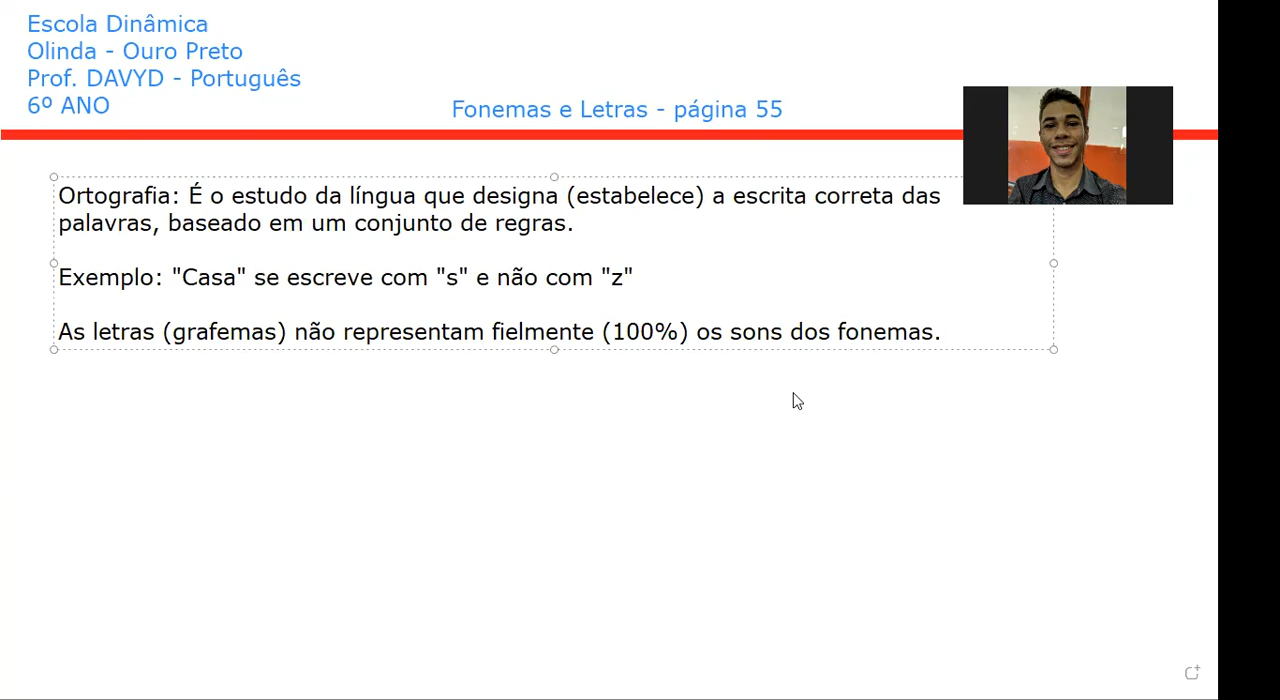 Escola Dinâmica
Olinda - Ouro Preto
Prof. DAVYD - Português
6º ANO
Fonemas e Letras - página 55
Ortografia: É o estudo da língua que designa (estabelece) a escrita correta das
palavras, baseado em um conjunto de regras.
Exemplo: "Casa" se escreve com "s" e não com "z"
As letras (grafemas) não representam fielmente (100%) os sons dos fonemas.